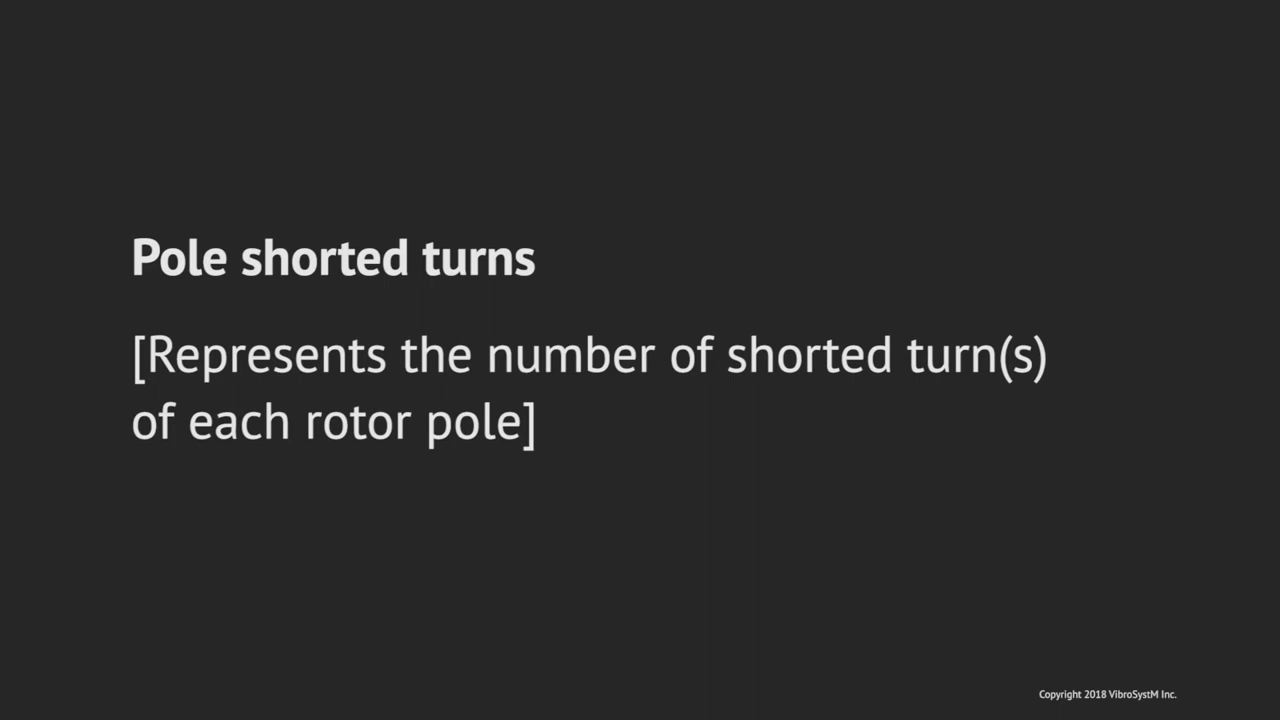 Pole shorted turns
[Represents the number of shorted turn(s)
of each rotor pole]
Copyright 2018 VibroSystM Inc.